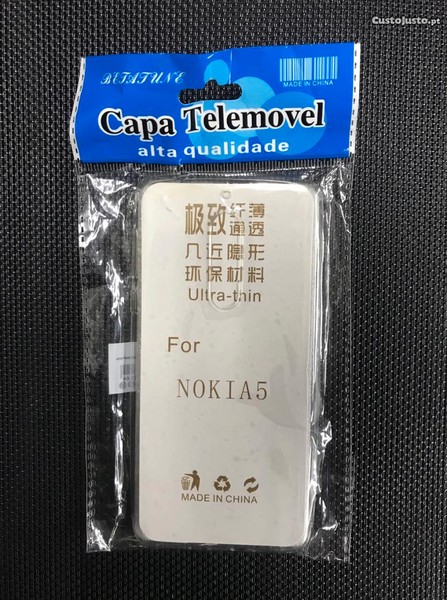 CustoJusto.pt
BETATUNE
MADE IN CHINA
Capa Telemovel
alta qualidade
极致纤薄
通透
几近隐形
环保材料
Ultra-thin
For
NOKIA5
MADE IN CHINA